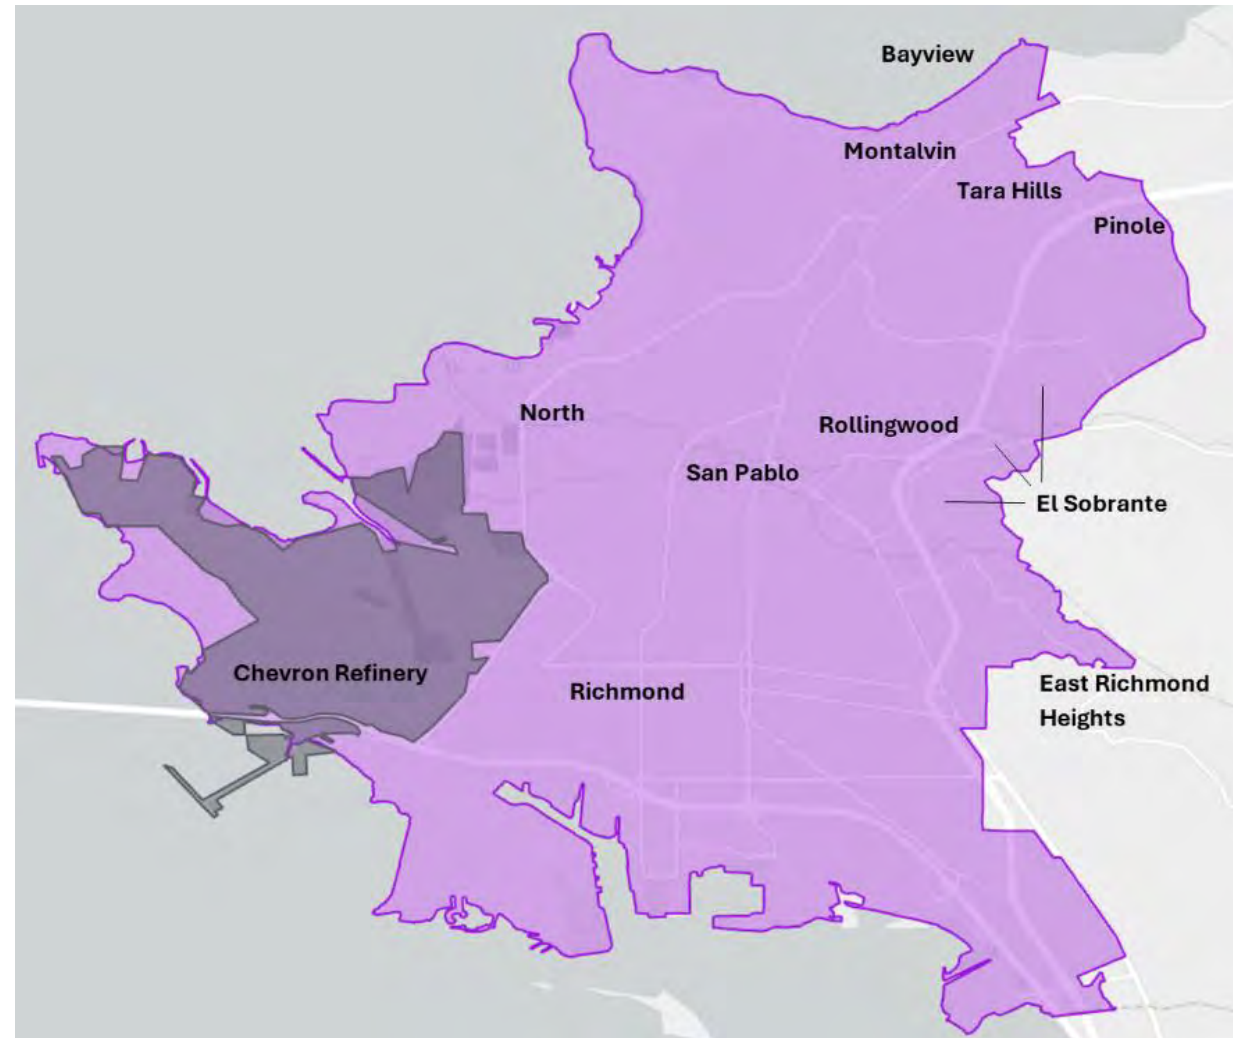 Bayview
Montalvin
Tara Hills
Pinole
North
Rollingwood
San Pablo
El Sobrante
Chevron Refinery
Richmond
East Richmond
Heights